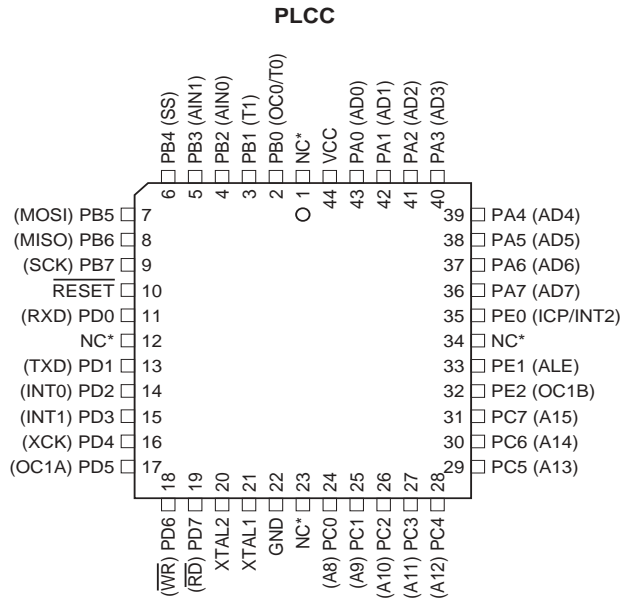 PLCC
PB4 (SS)
PB3 (AIN1)
PB2 (AIN0)
PB1 (T1)
PB0 (OC0/T0)
NC*
VCC
PA0 (AD0)
PA1 (AD1)
PA2 (AD2)
PA3 (AD3)
6
5
4
3
2
1
44
43
42
41
40
(MOSI) PB5 7
(MISO) PB6 8
(SCK) PB7 9
RESET 10
(RXD) PD0 11
NC* 12
(TXD) PD1 13
(INT0) PD2 14
(INT1) PD3 15
(XCK) PD4 16
(OC1A) PD5 17
39 PA4 (AD4)
38 PA5 (AD5)
37 PA6 (AD6)
36 PA7 (AD7)
35 PE0 (ICP/INT2)
34 NC*
33 PE1 (ALE)
32 PE2 (OC1B)
31 PC7 (A15)
30 PC6 (A14)
29 PC5 (A13)
18
19
20
21
22
23
24
25
26
27
28
(WR) PD6
(RD) PD7
XTAL2
XTAL1
GND
NC*
(A8) PC0
(A9) PC1
(A10) PC2
(A11) PC3
(A12) PC4